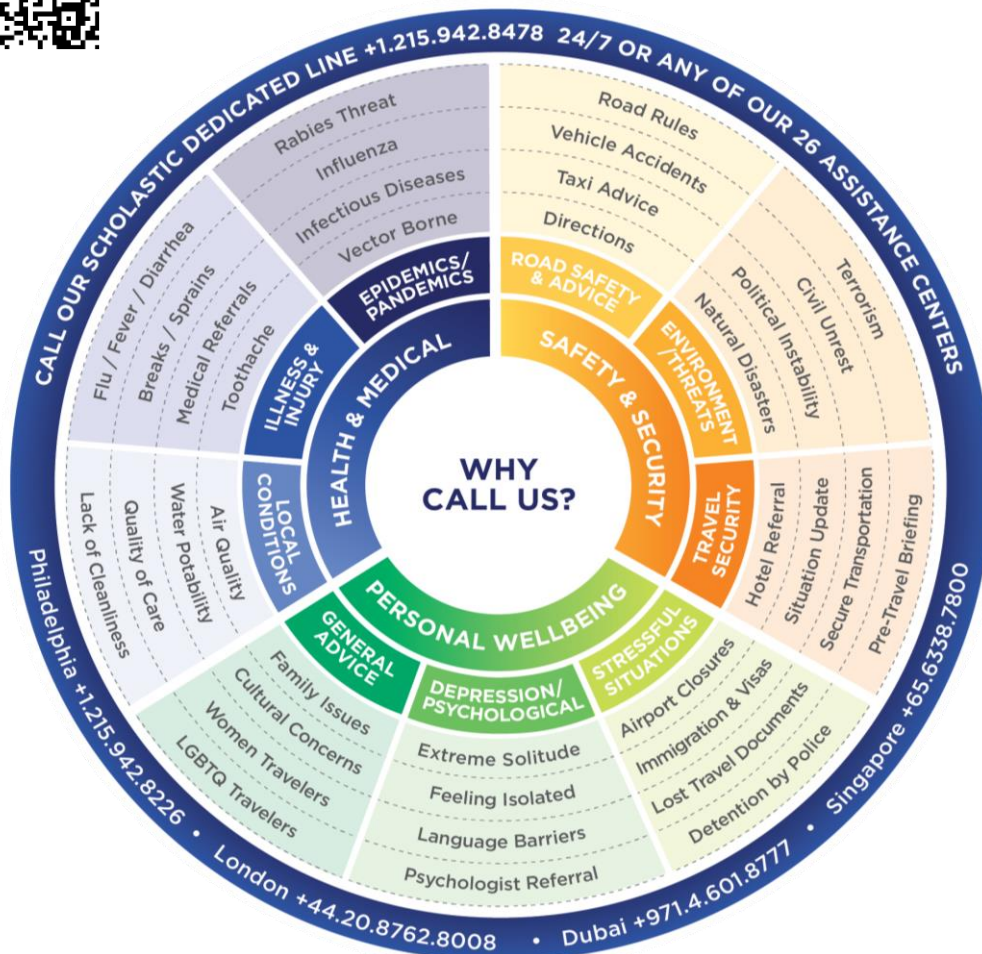 CALL OUR SCHOLASTIC DEDICATED LINE +1.215.942.8478 24/7 OR ANY OF OUR 26 ASSISTANCE CENTERS
WHY
CALL US?
HEALTH & MEDICAL
EPIDEMICS/
PANDEMICS
Rabies Threat
Influenza
Infectious Diseases
Vector Borne
ILLNESS &
INJURY
Flu / Fever / Diarrhea
Breaks / Sprains
Medical Referrals
Toothache
LOCAL
CONDITIONS
Lack of Cleanliness
Quality of Care
Water Potability
Air Quality
SAFETY & SECURITY
ROAD SAFETY
& ADVICE
Road Rules
Vehicle Accidents
Taxi Advice
Directions
ENVIRONMENT
/THREATS
Terrorism
Civil Unrest
Political Instability
Natural Disasters
TRAVEL
SECURITY
Hotel Referral
Situation Update
Secure Transportation
Pre-Travel Briefing
PERSONAL WELLBEING
GENERAL
ADVICE
Family Issues
Cultural Concerns
Women Travelers
LGBTQ Travelers
DEPRESSION/
PSYCHOLOGICAL
Extreme Solitude
Feeling Isolated
Language Barriers
Psychologist Referral
STRESSFUL
SITUATIONS
Airport Closures
Immigration & Visas
Lost Travel Documents
Detention by Police
Philadelphia +1.215.942.8226 • London +44.20.8762.8008 • Dubai +971.4.601.8777 • Singapore +65.6338.7800